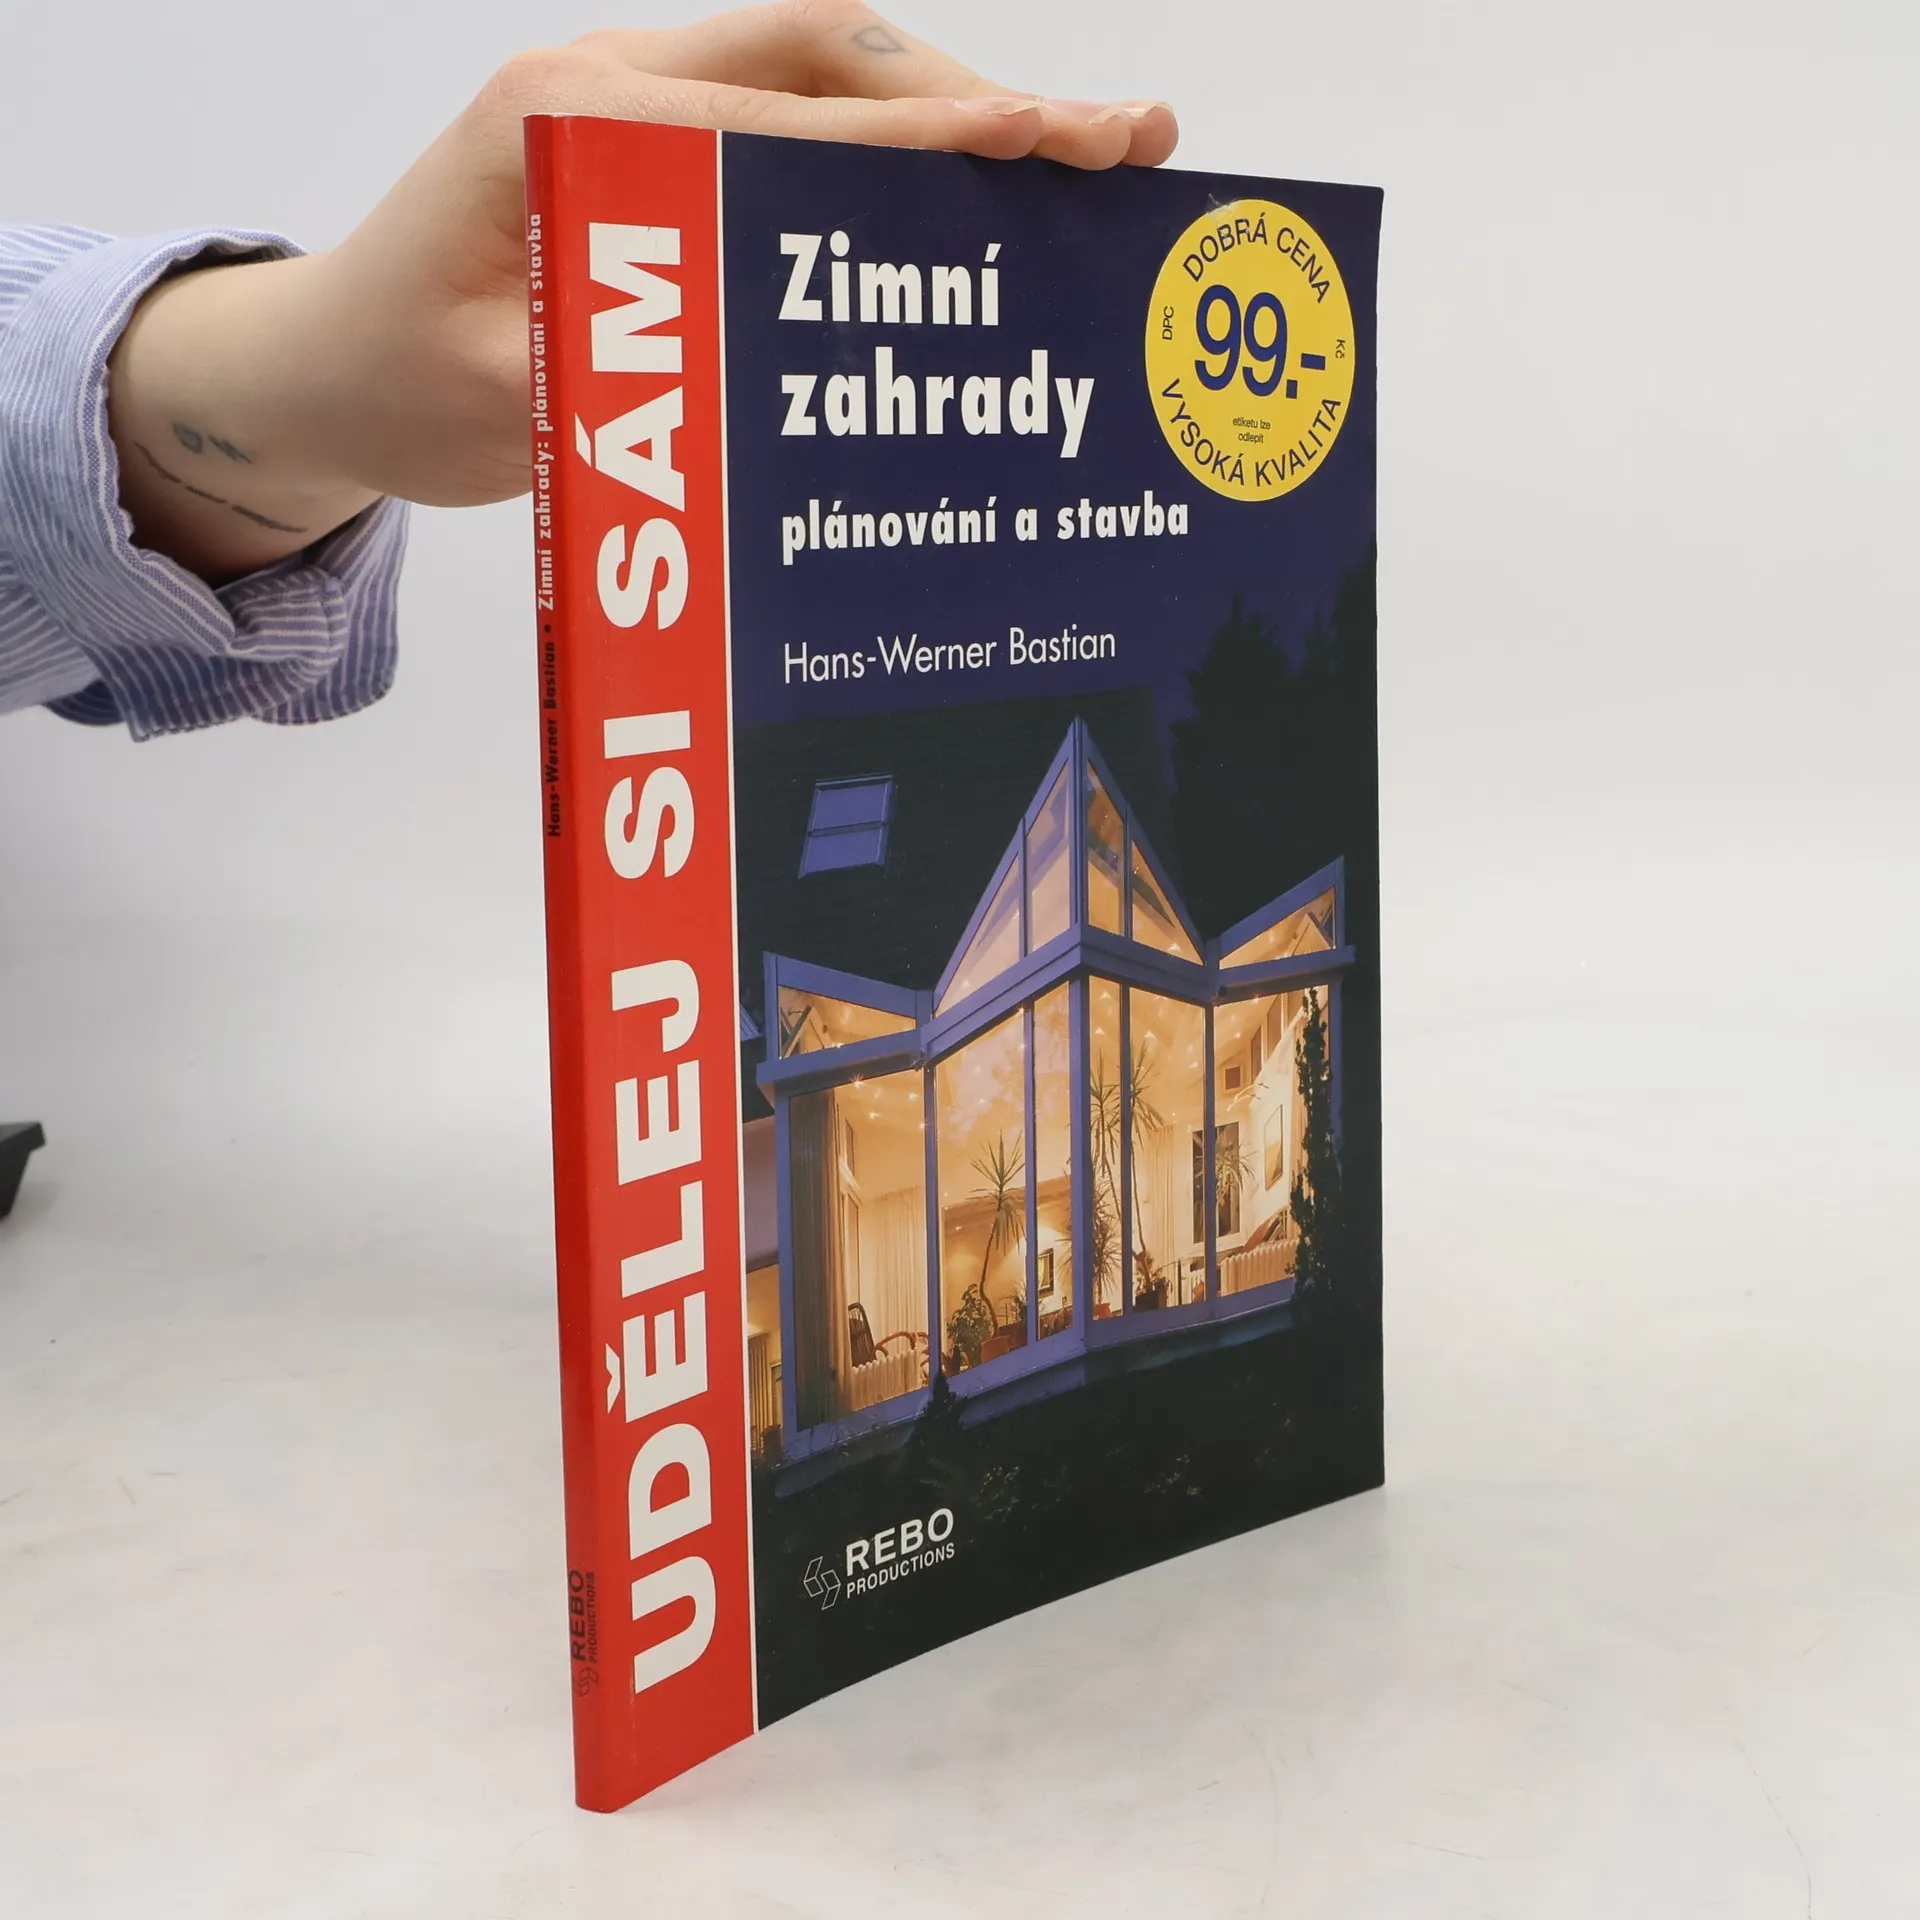 Hans-Werner Bastian • Zimní zahrady: plánování a stavba
REBO
PRODUCTIONS
UDĚLEJ SI SÁM
Zimní
zahrady
plánování a stavba
Hans-Werner Bastian
DOBRÁ CENA
DPC
99.-
Kč
etiketu lze
odlepit
VYSOKÁ KVALITA
REBO
PRODUCTIONS